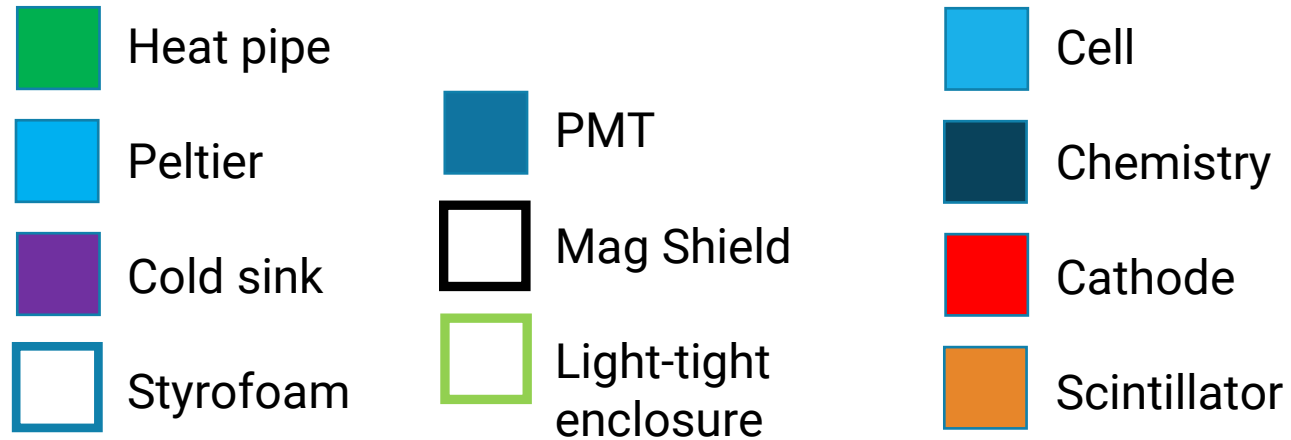 Heat pipe
Peltier
Cold sink
Styrofoam
PMT
Mag Shield
Light-tight
enclosure
Cell
Chemistry
Cathode
Scintillator